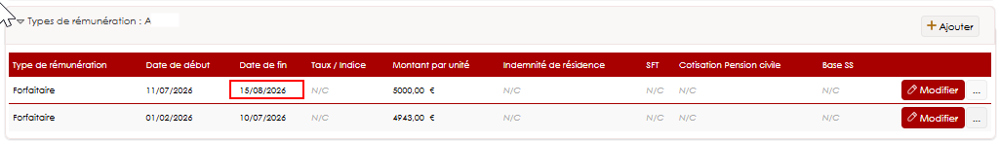 Types de rémunération : A
+ Ajouter
Type de rémunération Date de début Date de fin Taux / Indice Montant par unité Indemnité de résidence SFT Cotisation Pension civile Base SS
Forfaitaire 11/07/2026 15/08/2026 N/C 5000,00 € N/C N/C N/C N/C Modifier ...
Forfaitaire 01/02/2026 10/07/2026 N/C 4943,00 € N/C N/C N/C N/C Modifier ...